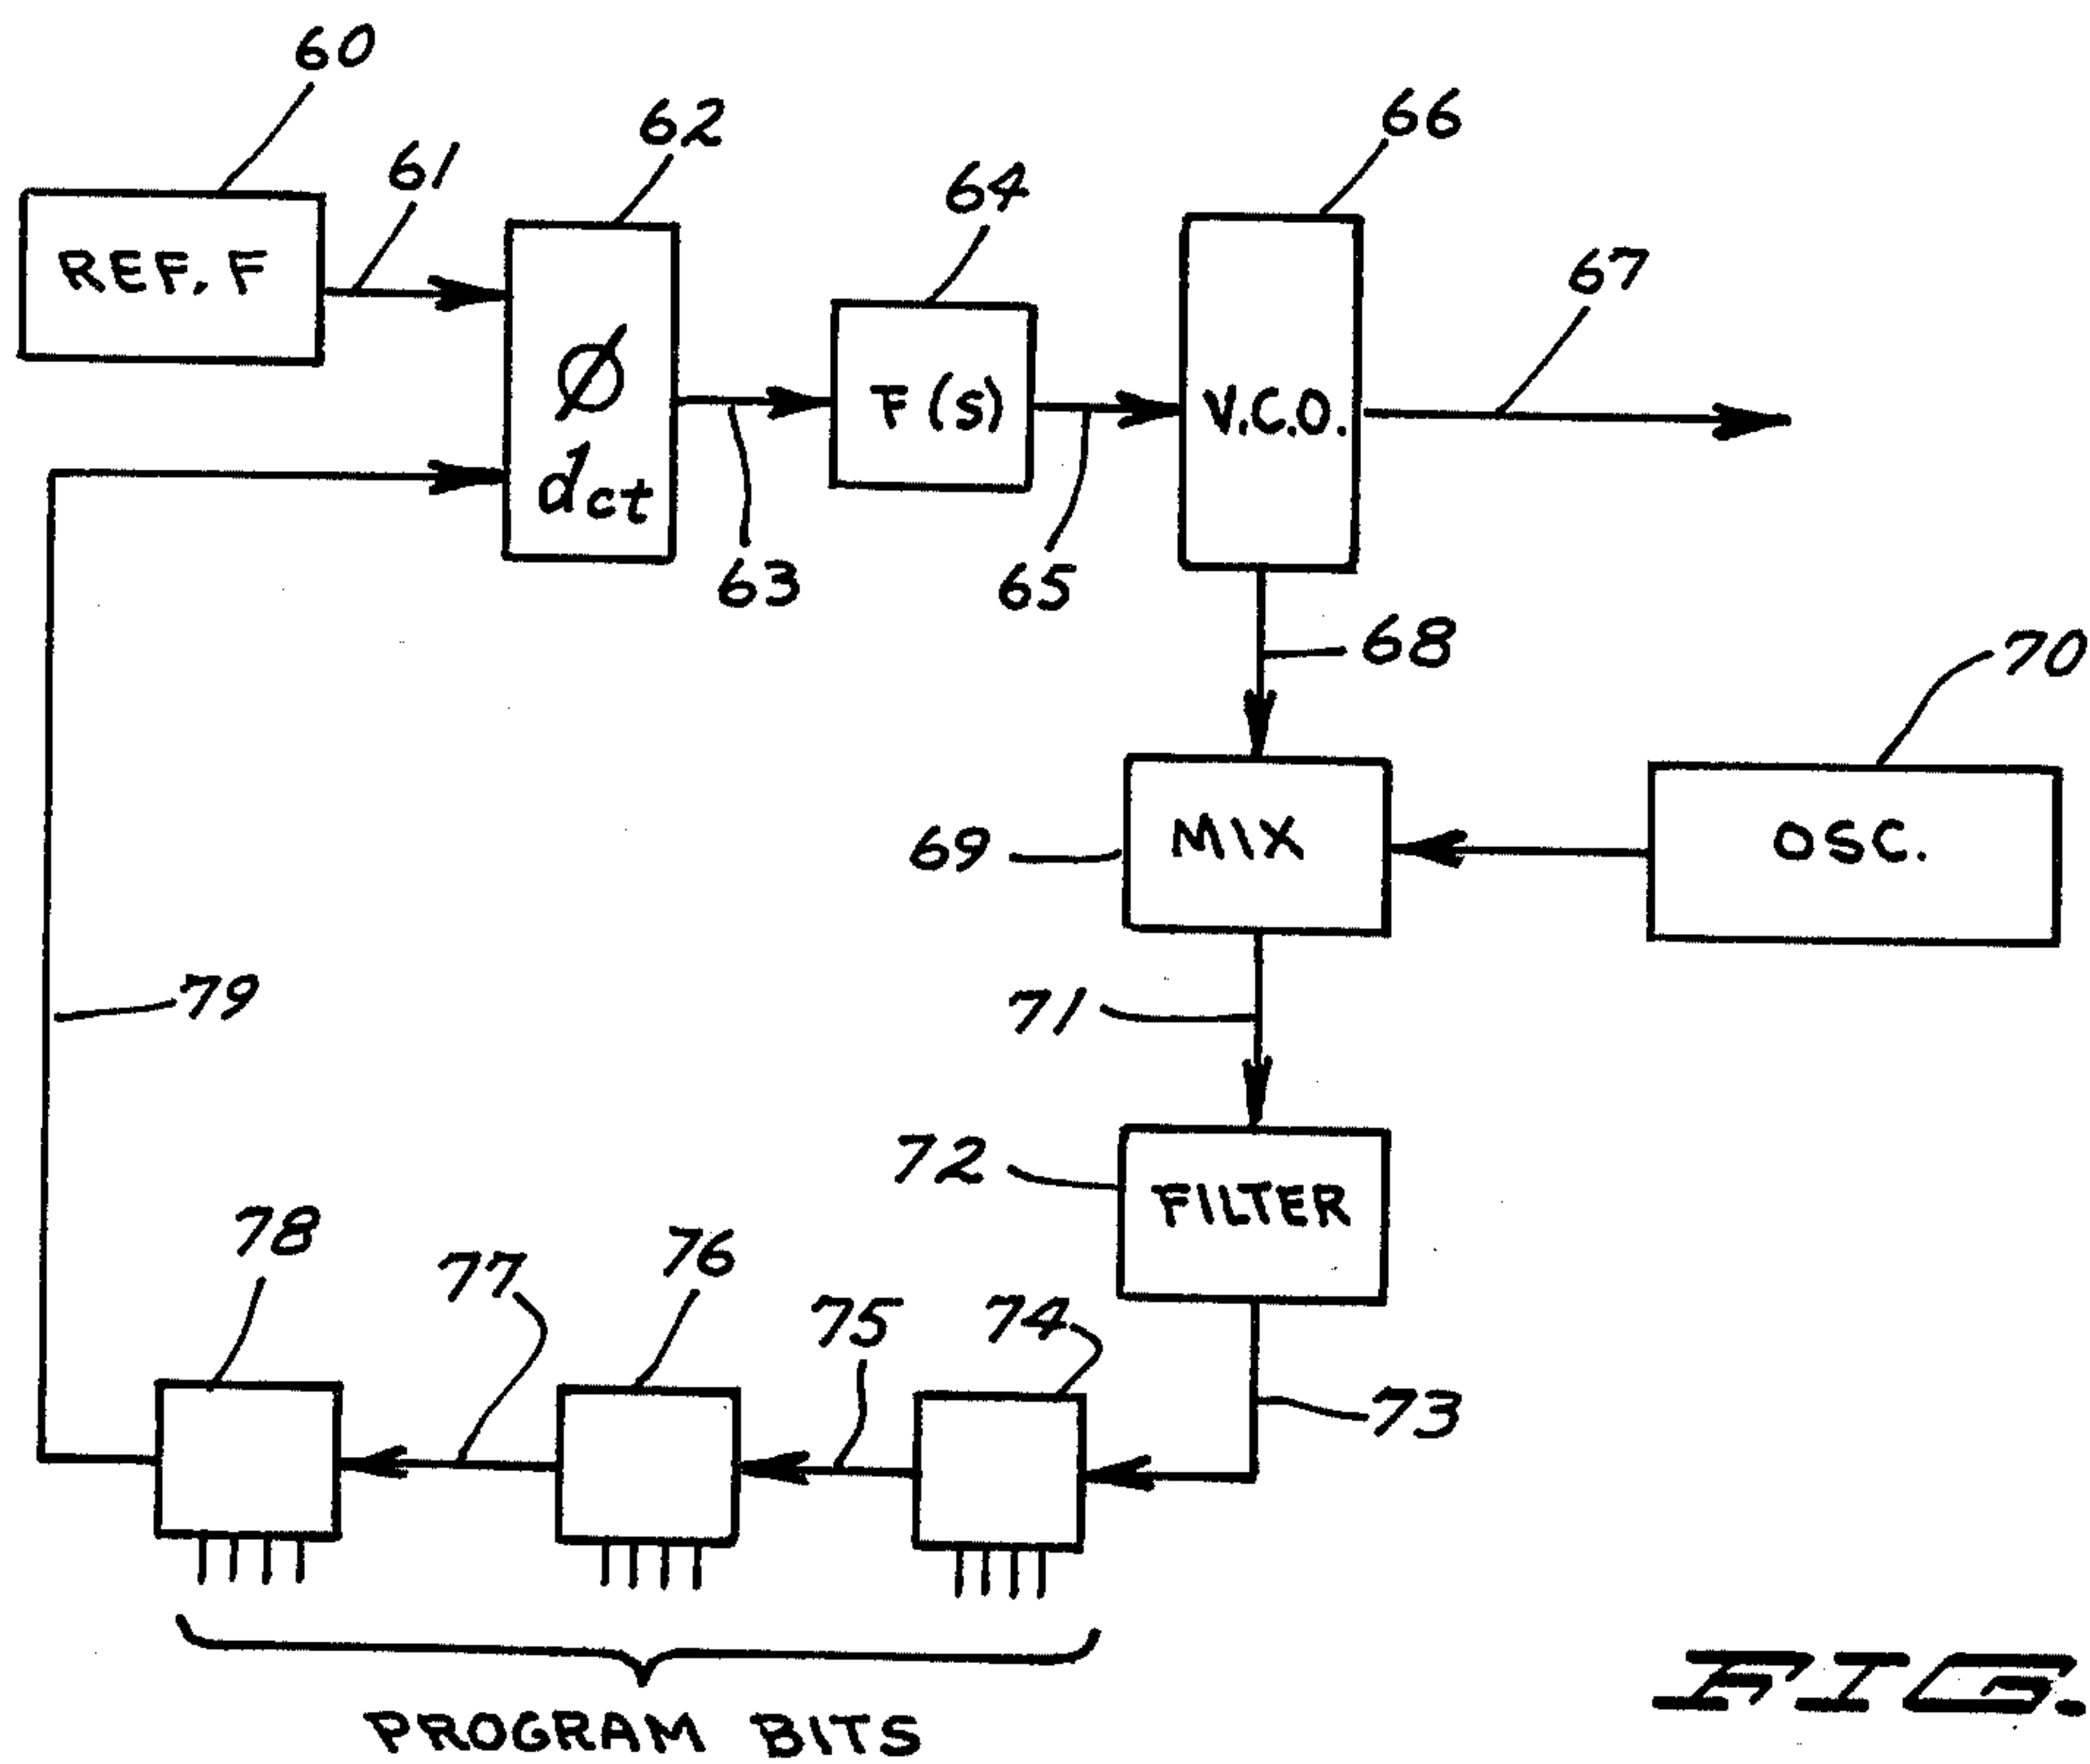 60
61
62
64
66
67
REF. F
Ø
dct
F(s)
V.C.O.
63
65
68
70
69
MIX
OSC.
79
71
72
FILTER
78
77
76
75
74
73
PROGRAM BITS
FIG.